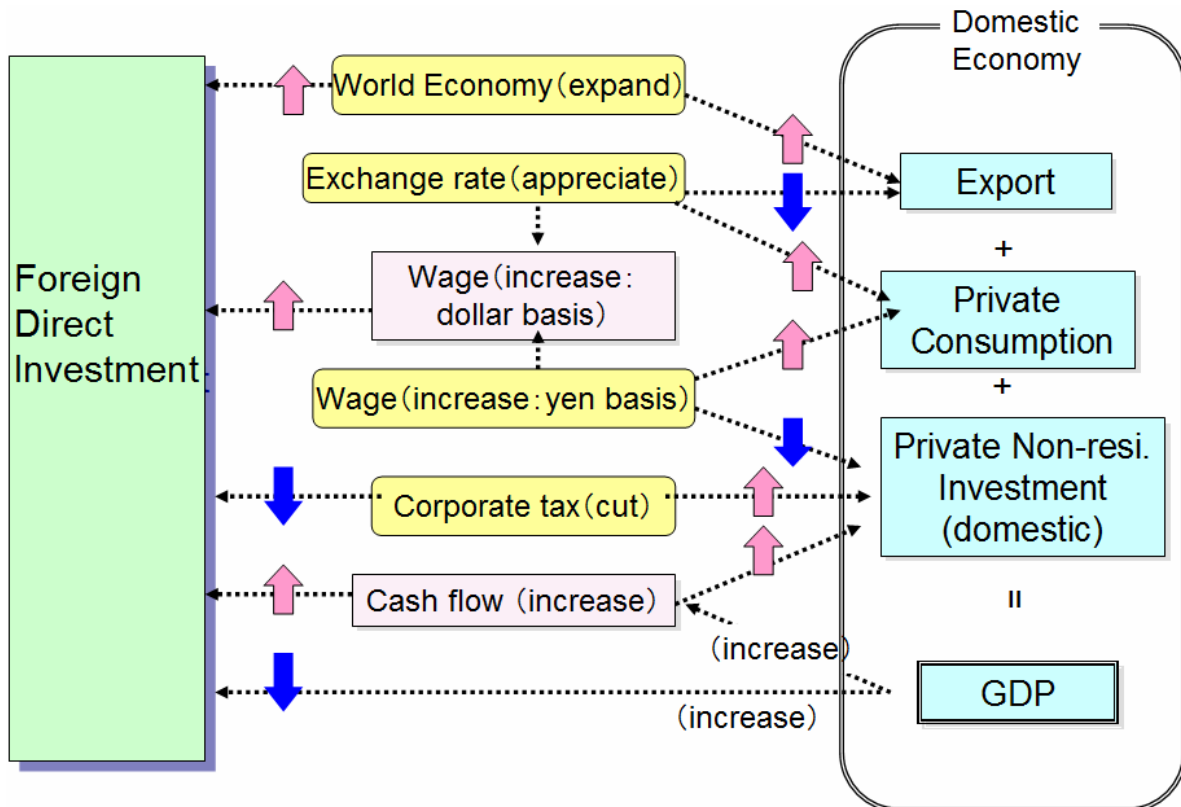 Domestic
Economy
World Economy(expand)
Exchange rate(appreciate)
Export
+
Foreign
Direct
Investment
Wage(increase:
dollar basis)
Private
Consumption
+
Wage(increase:yen basis)
Private Non-resi.
Investment
(domestic)
Corporate tax(cut)
Cash flow (increase)
=
(increase)
GDP
(increase)